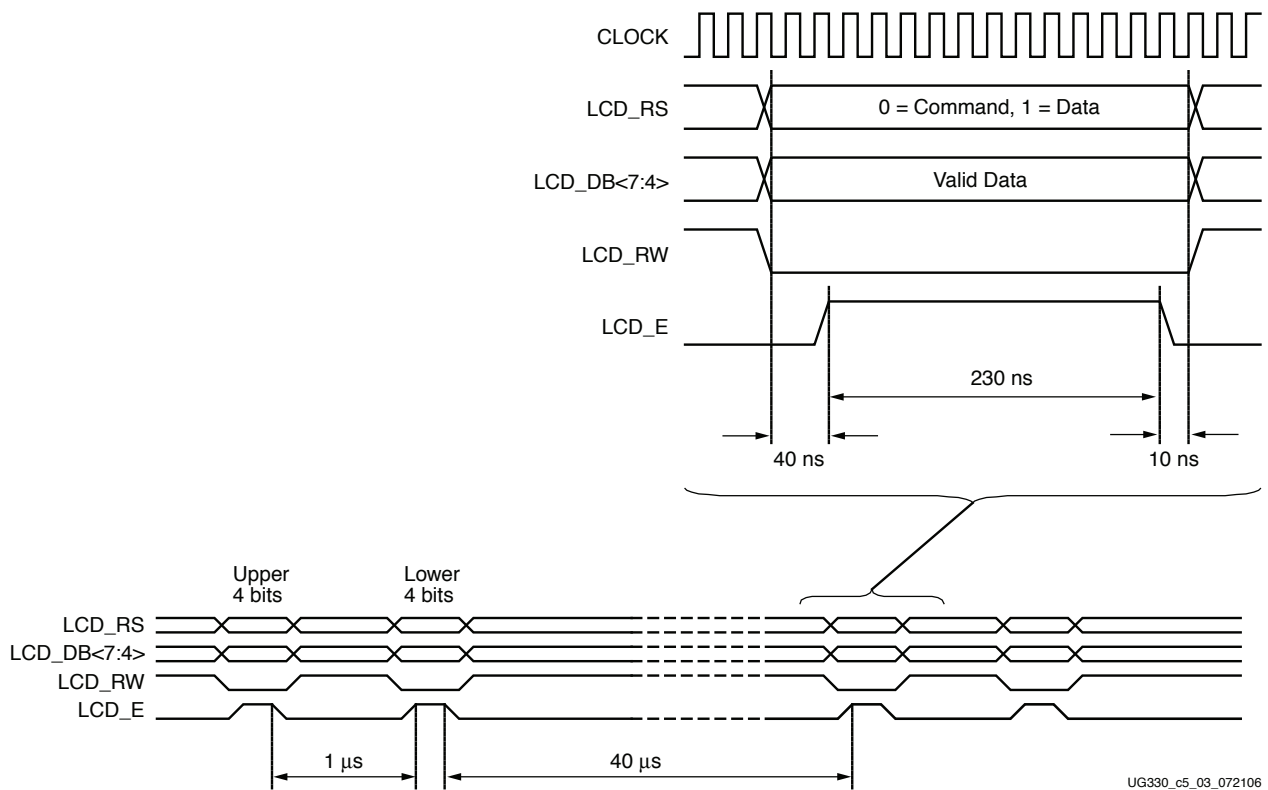 CLOCK
LCD_RS
0 = Command, 1 = Data
LCD_DB<7:4>
Valid Data
LCD_RW
LCD_E
230 ns
40 ns
10 ns
Upper
4 bits
Lower
4 bits
LCD_RS
LCD_DB<7:4>
LCD_RW
LCD_E
1 μs
40 μs
UG330_c5_03_072106